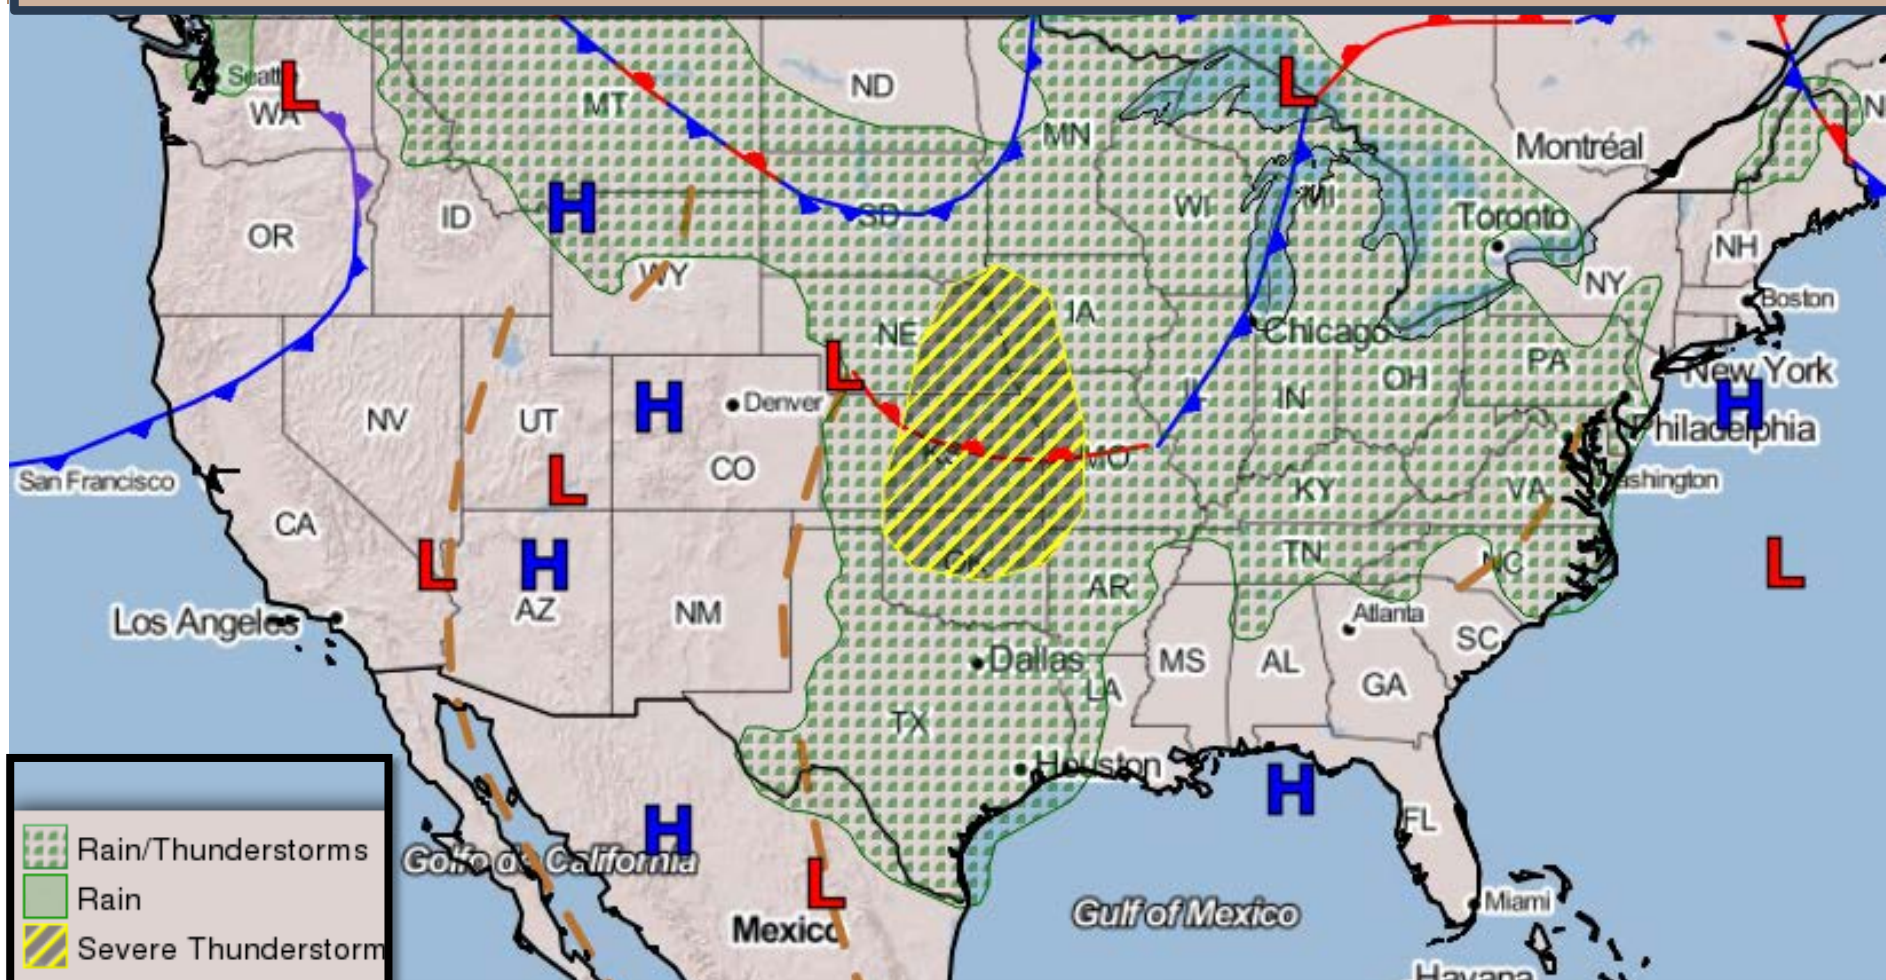 ND
Seattle
L
WA
MT
L
MN
N
Montréal
H
ID
OR
SD
WI
MI
Toronto
NH
WY
NY
Boston
NE
IA
Chicago
L
PA
OH
New York
H
Denver
H
IN
IL
NV
UT
Philadelphia
KS
MO
CO
L
San Francisco
KY
VA
ashington
CA
TN
NC
OK
L
H
L
AR
AZ
NM
Los Angeles
Atlanta
SC
Dallas
MS
AL
LA
GA
TX
Houston
H
FL
H
Golfo de California
L
Miami
Gulf of Mexico
Mexico
Havana
Rain/Thunderstorms
Rain
Severe Thunderstorm